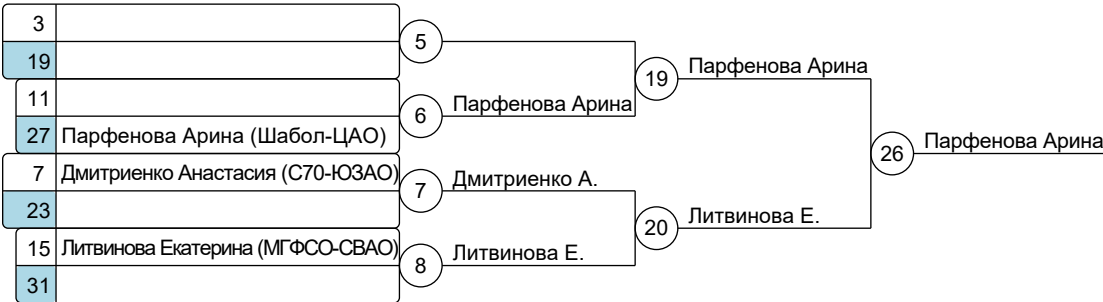 3
19
5
11
27 Парфенова Арина (Шабол-ЦАО)
6
Парфенова Арина
19
Парфенова Арина
7 Дмитриенко Анастасия (С70-ЮЗАО)
23
7
Дмитриенко А.
15 Литвинова Екатерина (МГФСО-СВАО)
31
8
Литвинова Е.
20
Литвинова Е.
26
Парфенова Арина